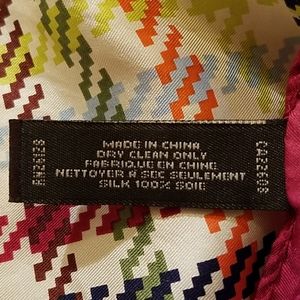 MADE IN CHINA
DRY CLEAN ONLY
FABRIQUE EN CHINE
NETTOYER À SEC SEULEMENT
SILK 100% SOIE